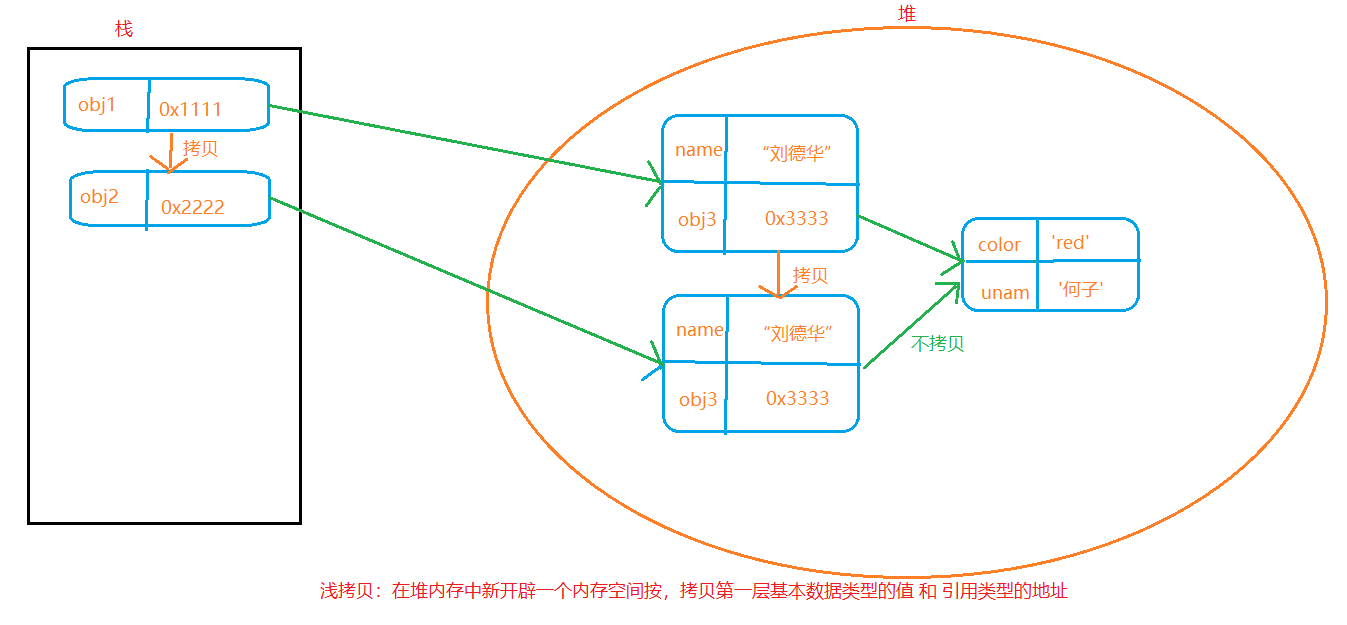 栈
堆
obj1 0x1111
拷贝
obj2 0x2222
name “刘德华”
obj3 0x3333
拷贝
name “刘德华”
obj3 0x3333
color 'red'
unam '何子'
不拷贝
浅拷贝：在堆内存中新开辟一个内存空间按，拷贝第一层基本数据类型的值 和 引用类型的地址